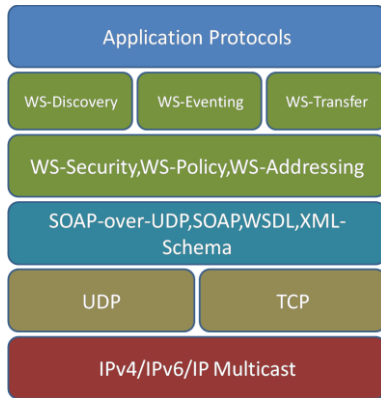 Application Protocols
WS-Discovery
WS-Eventing
WS-Transfer
WS-Security,WS-Policy,WS-Addressing
SOAP-over-UDP,SOAP,WSDL,XML-
Schema
UDP
TCP
IPv4/IPv6/IP Multicast